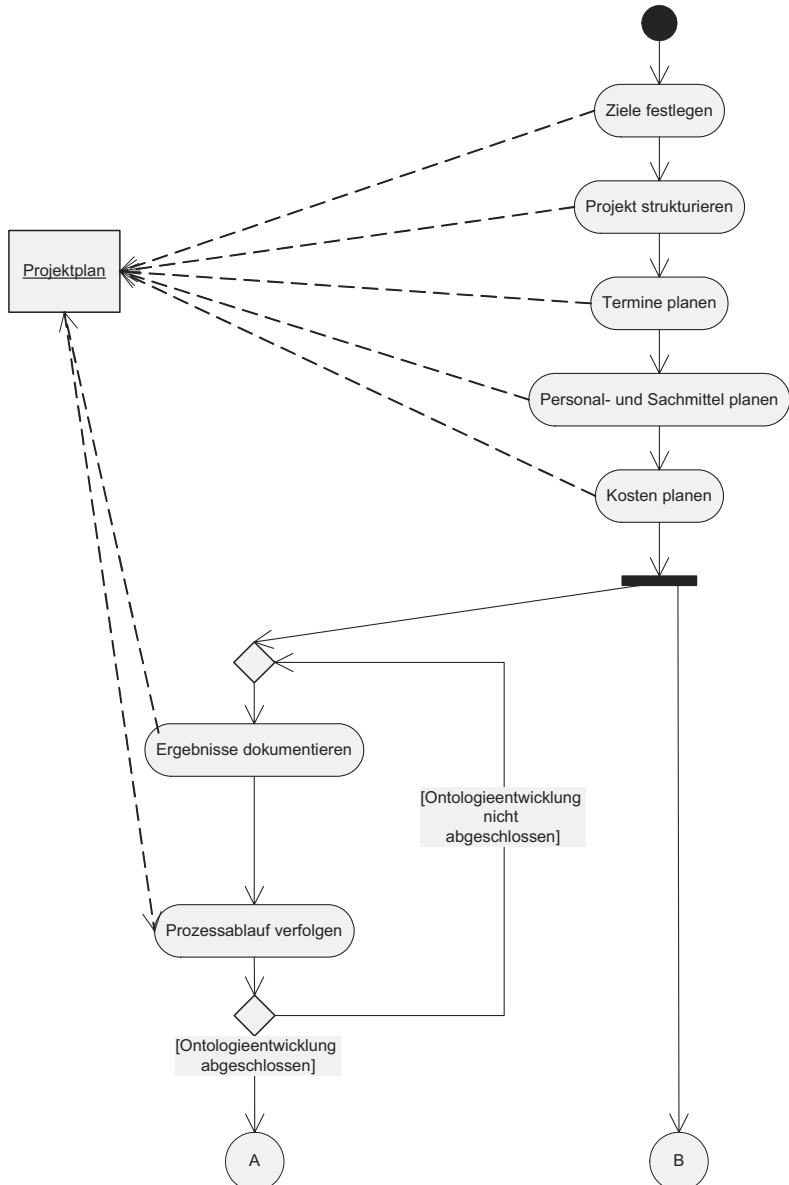 Ziele festlegen
Projekt strukturieren
Projektplan
Termine planen
Personal- und Sachmittel planen
Kosten planen
Ergebnisse dokumentieren
[Ontologieentwicklung
nicht
abgeschlossen]
Prozessablauf verfolgen
[Ontologieentwicklung
abgeschlossen]
A
B